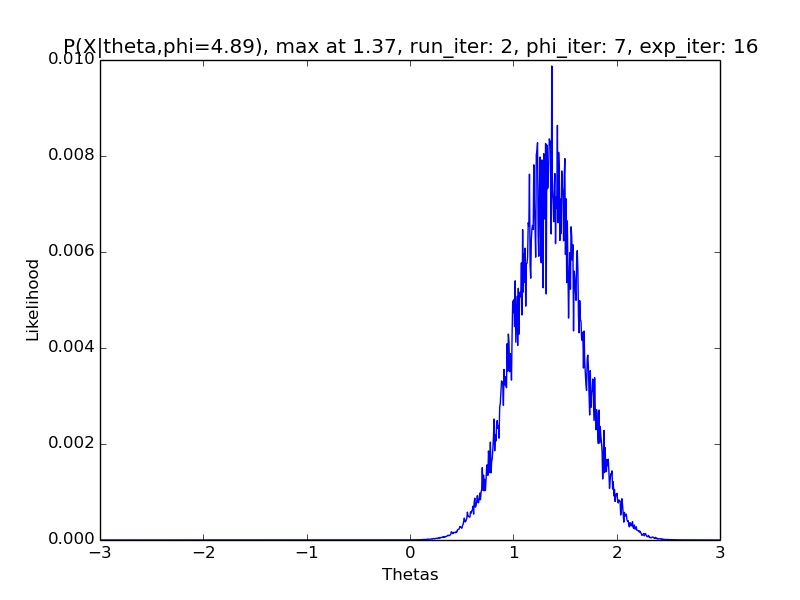 P(X|theta,phi=4.89), max at 1.37, run_iter: 2, phi_iter: 7, exp_iter: 16
0.010
0.008
0.006
0.004
0.002
0.000
Likelihood
−3 −2 −1 0 1 2 3
Thetas